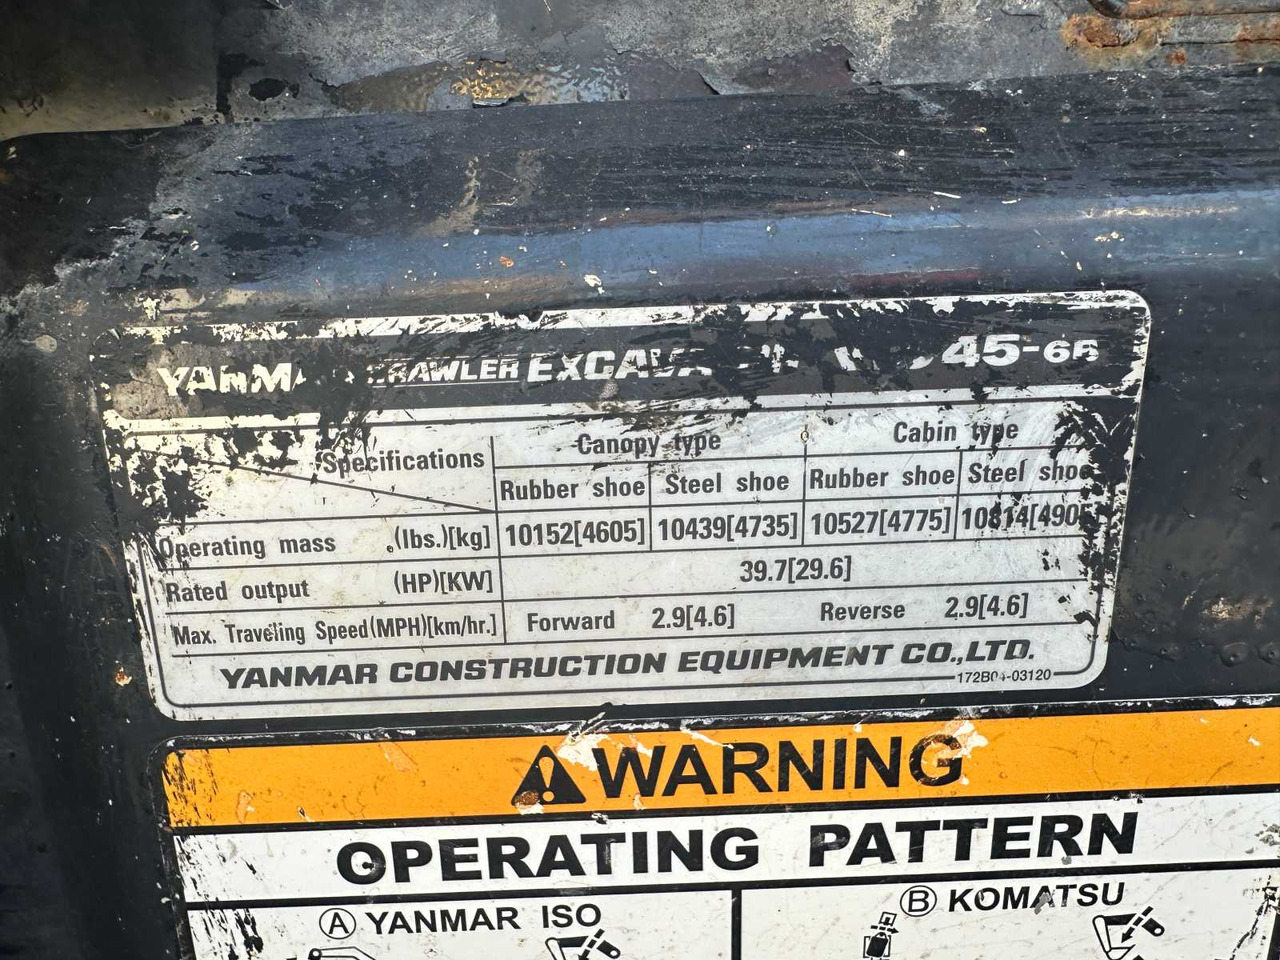 CRAWLER 45-6B
Canopy type Cabin type
Specifications
Rubber shoe Steel shoe Rubber shoe Steel shoe
Operating mass (lbs.)[kg] 10152[4605] 10439[4735] 10527[4775]
Rated output (HP)[KW] 39.7[29.6]
Max. Traveling Speed(MPH)[km/hr.] Forward 2.9[4.6] Reverse 2.9[4.6]
YANMAR CONSTRUCTION EQUIPMENT CO.,LTD.
WARNING
OPERATING PATTERN
Ⓐ YANMAR ISO Ⓑ KOMATSU